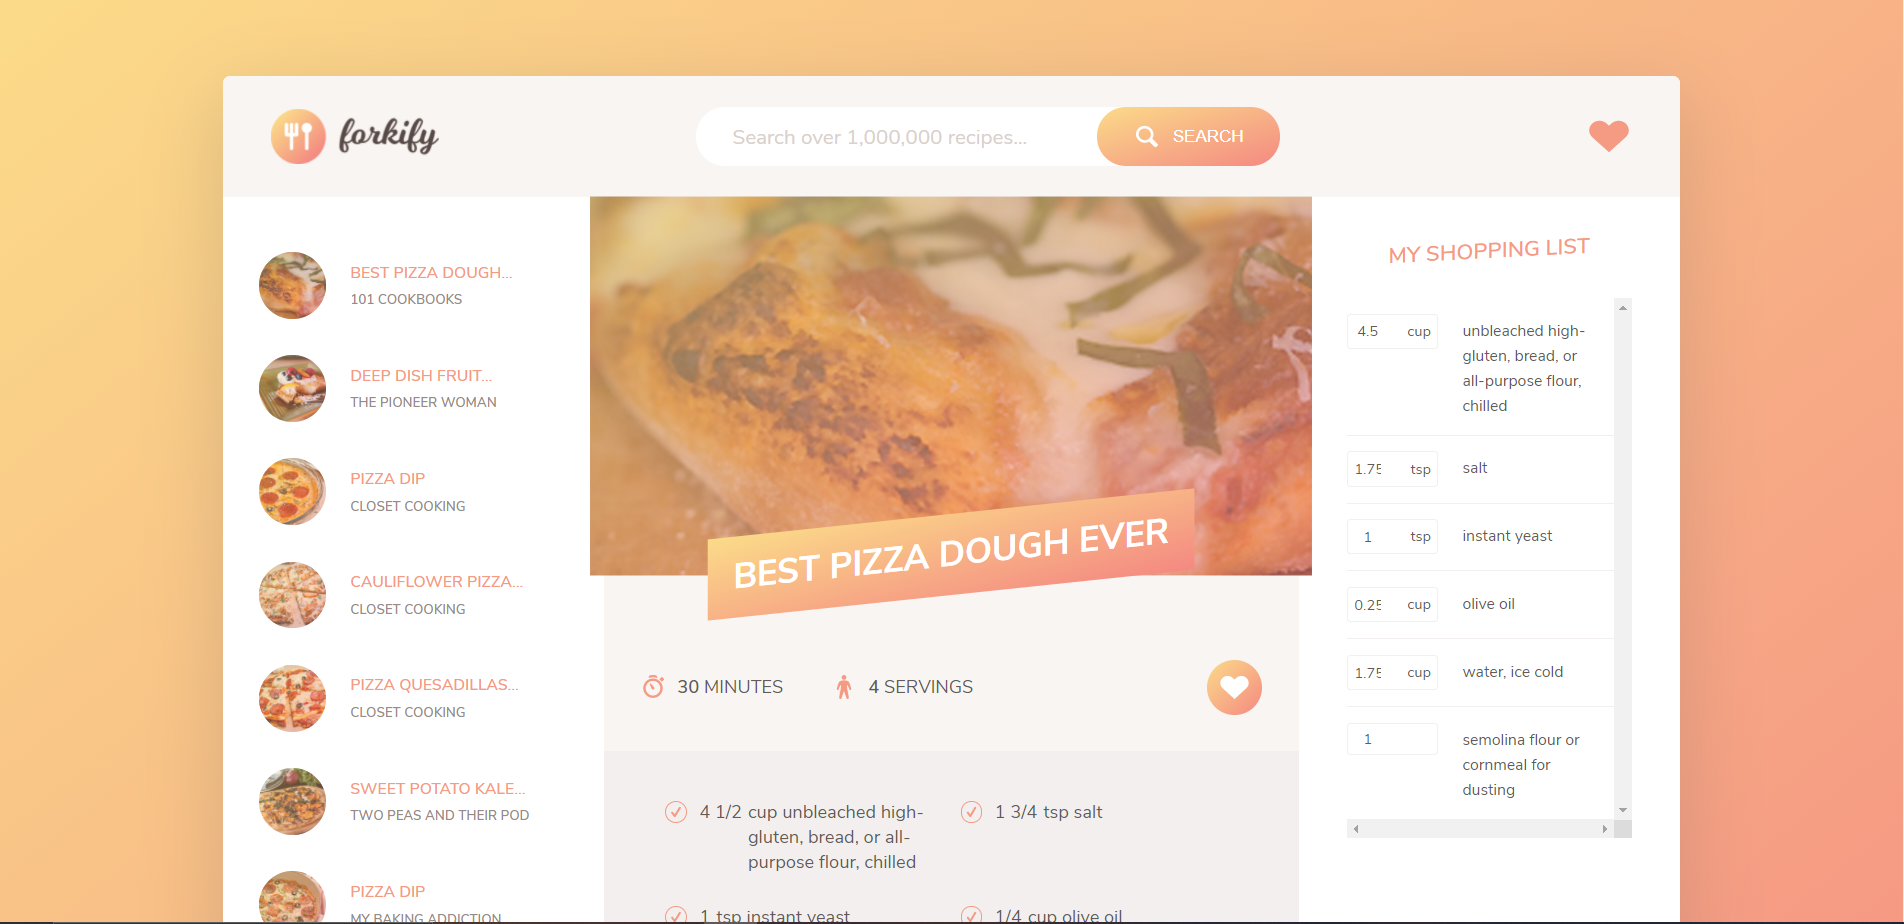 forkify
Search over 1,000,000 recipes...
SEARCH
BEST PIZZA DOUGH...
101 COOKBOOKS
DEEP DISH FRUIT...
THE PIONEER WOMAN
PIZZA DIP
CLOSET COOKING
CAULIFLOWER PIZZA...
CLOSET COOKING
PIZZA QUESADILLAS...
CLOSET COOKING
SWEET POTATO KALE...
TWO PEAS AND THEIR POD
PIZZA DIP
MY BAKING ADDICTION
BEST PIZZA DOUGH EVER
30 MINUTES
4 SERVINGS
4 1/2 cup unbleached high-
gluten, bread, or all-
purpose flour, chilled
1 3/4 tsp salt
1 tsp instant yeast
1/4 cup olive oil
MY SHOPPING LIST
4.5 cup unbleached high-
gluten, bread, or
all-purpose flour,
chilled
1.75 tsp salt
1 tsp instant yeast
0.25 cup olive oil
1.75 cup water, ice cold
1 semolina flour or
cornmeal for
dusting